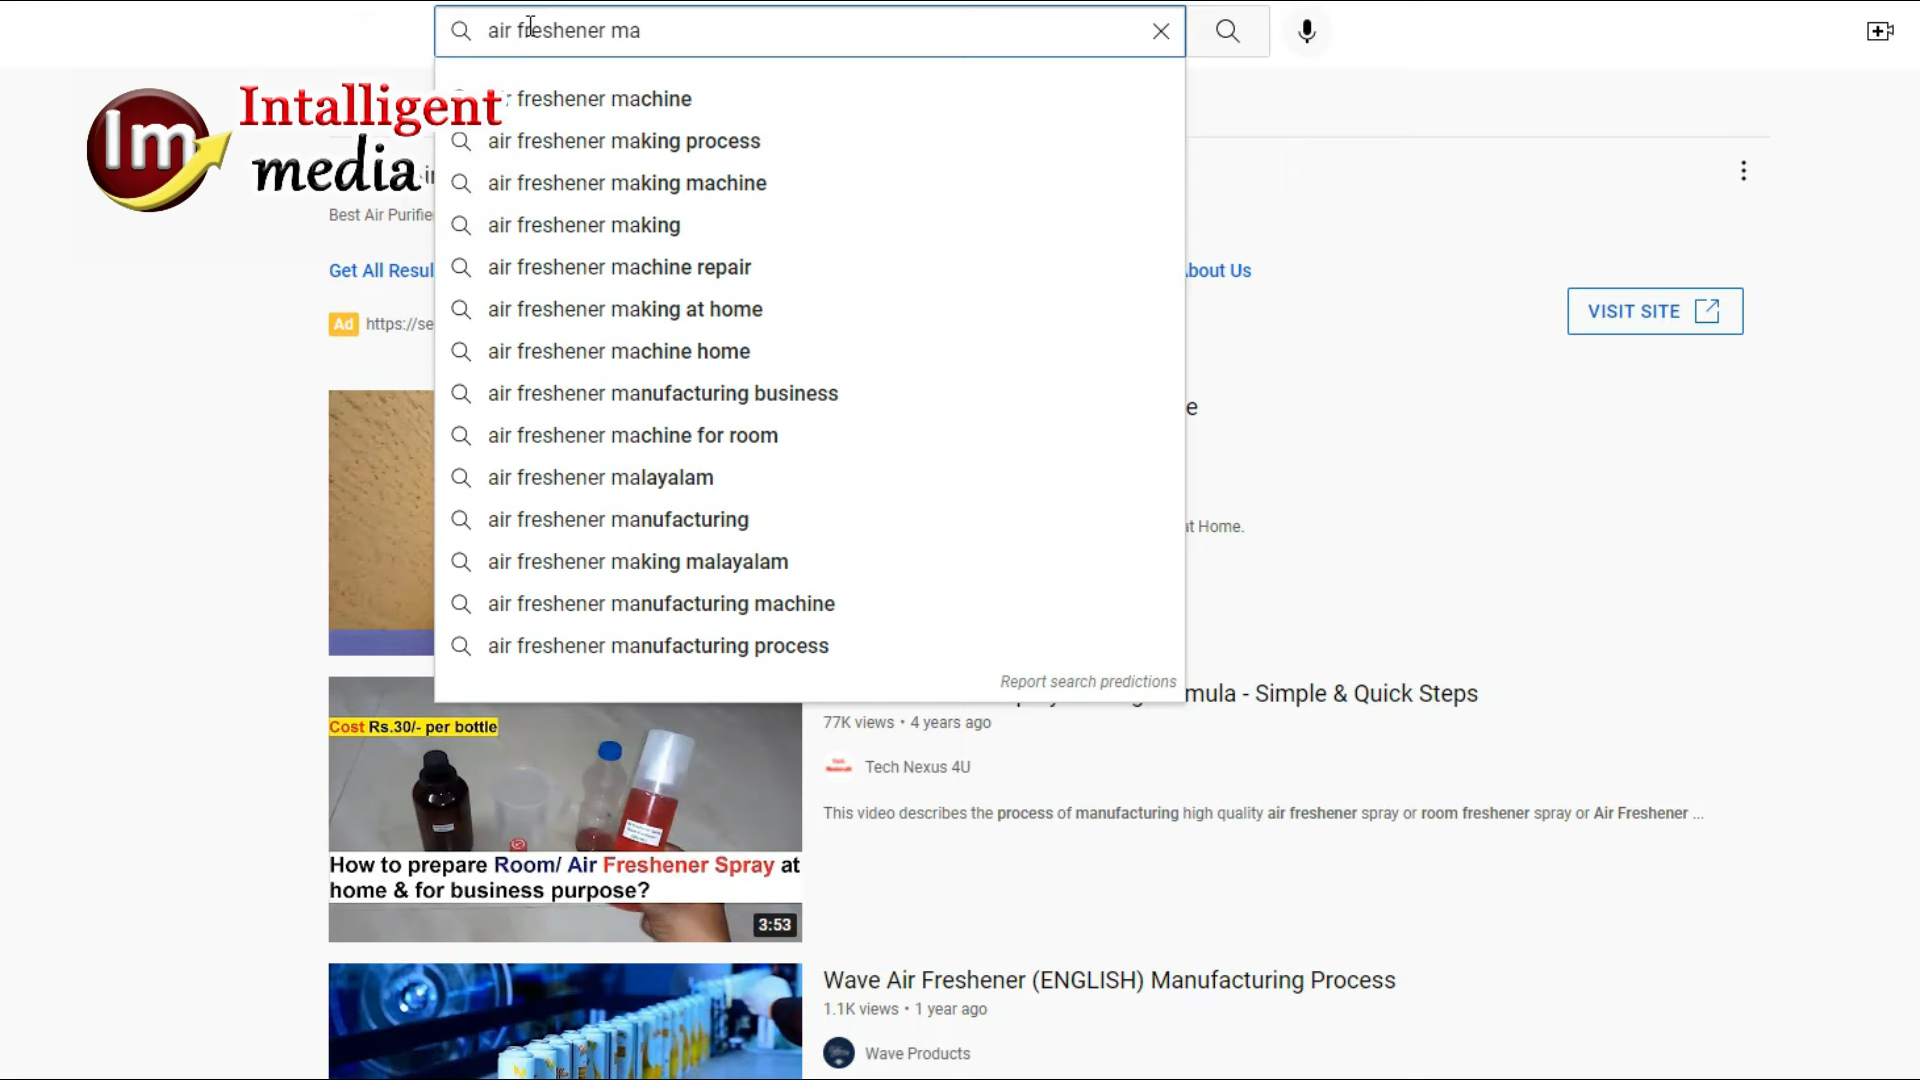 air freshener ma
Im
Intalligent
media
freshener machine
air freshener making process
air freshener making machine
air freshener making
air freshener machine repair
air freshener making at home
air freshener machine home
air freshener manufacturing business
air freshener machine for room
air freshener malayalam
air freshener manufacturing
air freshener making malayalam
air freshener manufacturing machine
air freshener manufacturing process
Report search predictions
Best Air Purifie
Get All Resul
bout Us
Ad https://se
VISIT SITE
e
at Home.
mula - Simple & Quick Steps
77K views • 4 years ago
Tech Nexus 4U
This video describes the process of manufacturing high quality air freshener spray or room freshener spray or Air Freshener ...
Cost Rs.30/- per bottle
How to prepare Room/ Air Freshener Spray at
home & for business purpose?
3:53
Wave Air Freshener (ENGLISH) Manufacturing Process
1.1K views • 1 year ago
Wave Products